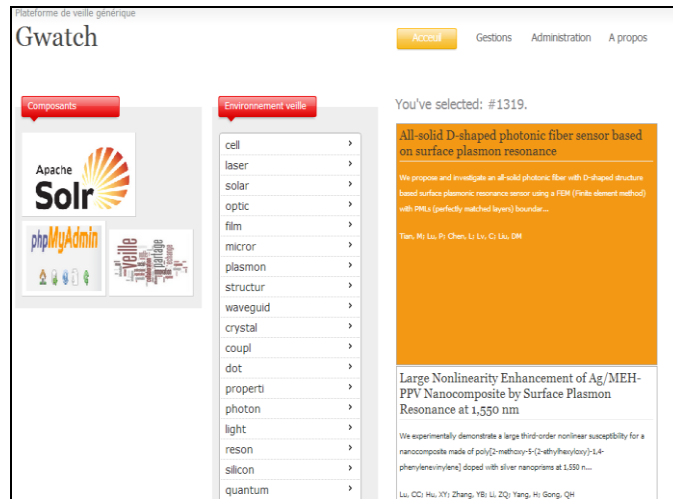 Plateforme de veille générique
Gwatch
Acceuil
Gestions
Administration
A propos
Composants
Apache
Solr
phpMyAdmin
veille
partage
Environnement veille
cell
laser
solar
optic
film
micror
plasmon
structur
waveguid
crystal
coupl
dot
properti
photon
light
reson
silicon
quantum
You've selected: #1319.
All-solid D-shaped photonic fiber sensor based
on surface plasmon resonance
We propose and investigate an all-solid photonic fiber with D-shaped structure
based surface plasmonic resonance sensor using a FEM (Finite element method)
with PMLs (perfectly matched layers) boundar...
Tian, M; Lu, P; Chen, L; Lv, C; Liu, DM
Large Nonlinearity Enhancement of Ag/MEH-
PPV Nanocomposite by Surface Plasmon
Resonance at 1,550 nm
We experimentally demonstrate a large third-order nonlinear susceptibility for a
nanocomposite made of poly[2-methoxy-5-(2-ethylhexyloxy)-1,4-
phenylenevinylene] doped with silver nanoprisms at 1.550 n...
Lu, CC; Hu, XY; Zhang, YB; Li, ZQ; Yang, H; Gong, QH